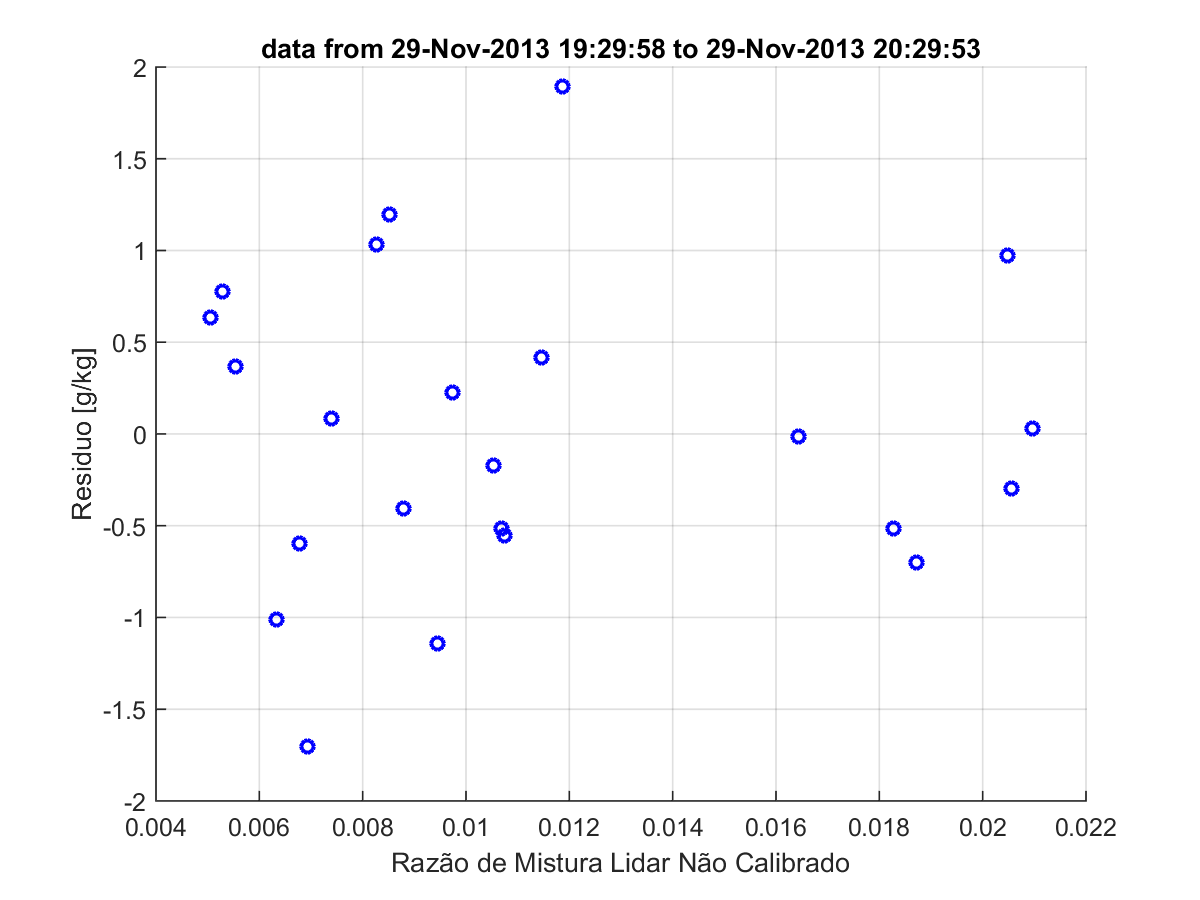 data from 29-Nov-2013 19:29:58 to 29-Nov-2013 20:29:53
2
1.5
1
0.5
0
-0.5
-1
-1.5
-2
Residuo [g/kg]
0.004 0.006 0.008 0.01 0.012 0.014 0.016 0.018 0.02 0.022
Razão de Mistura Lidar Não Calibrado